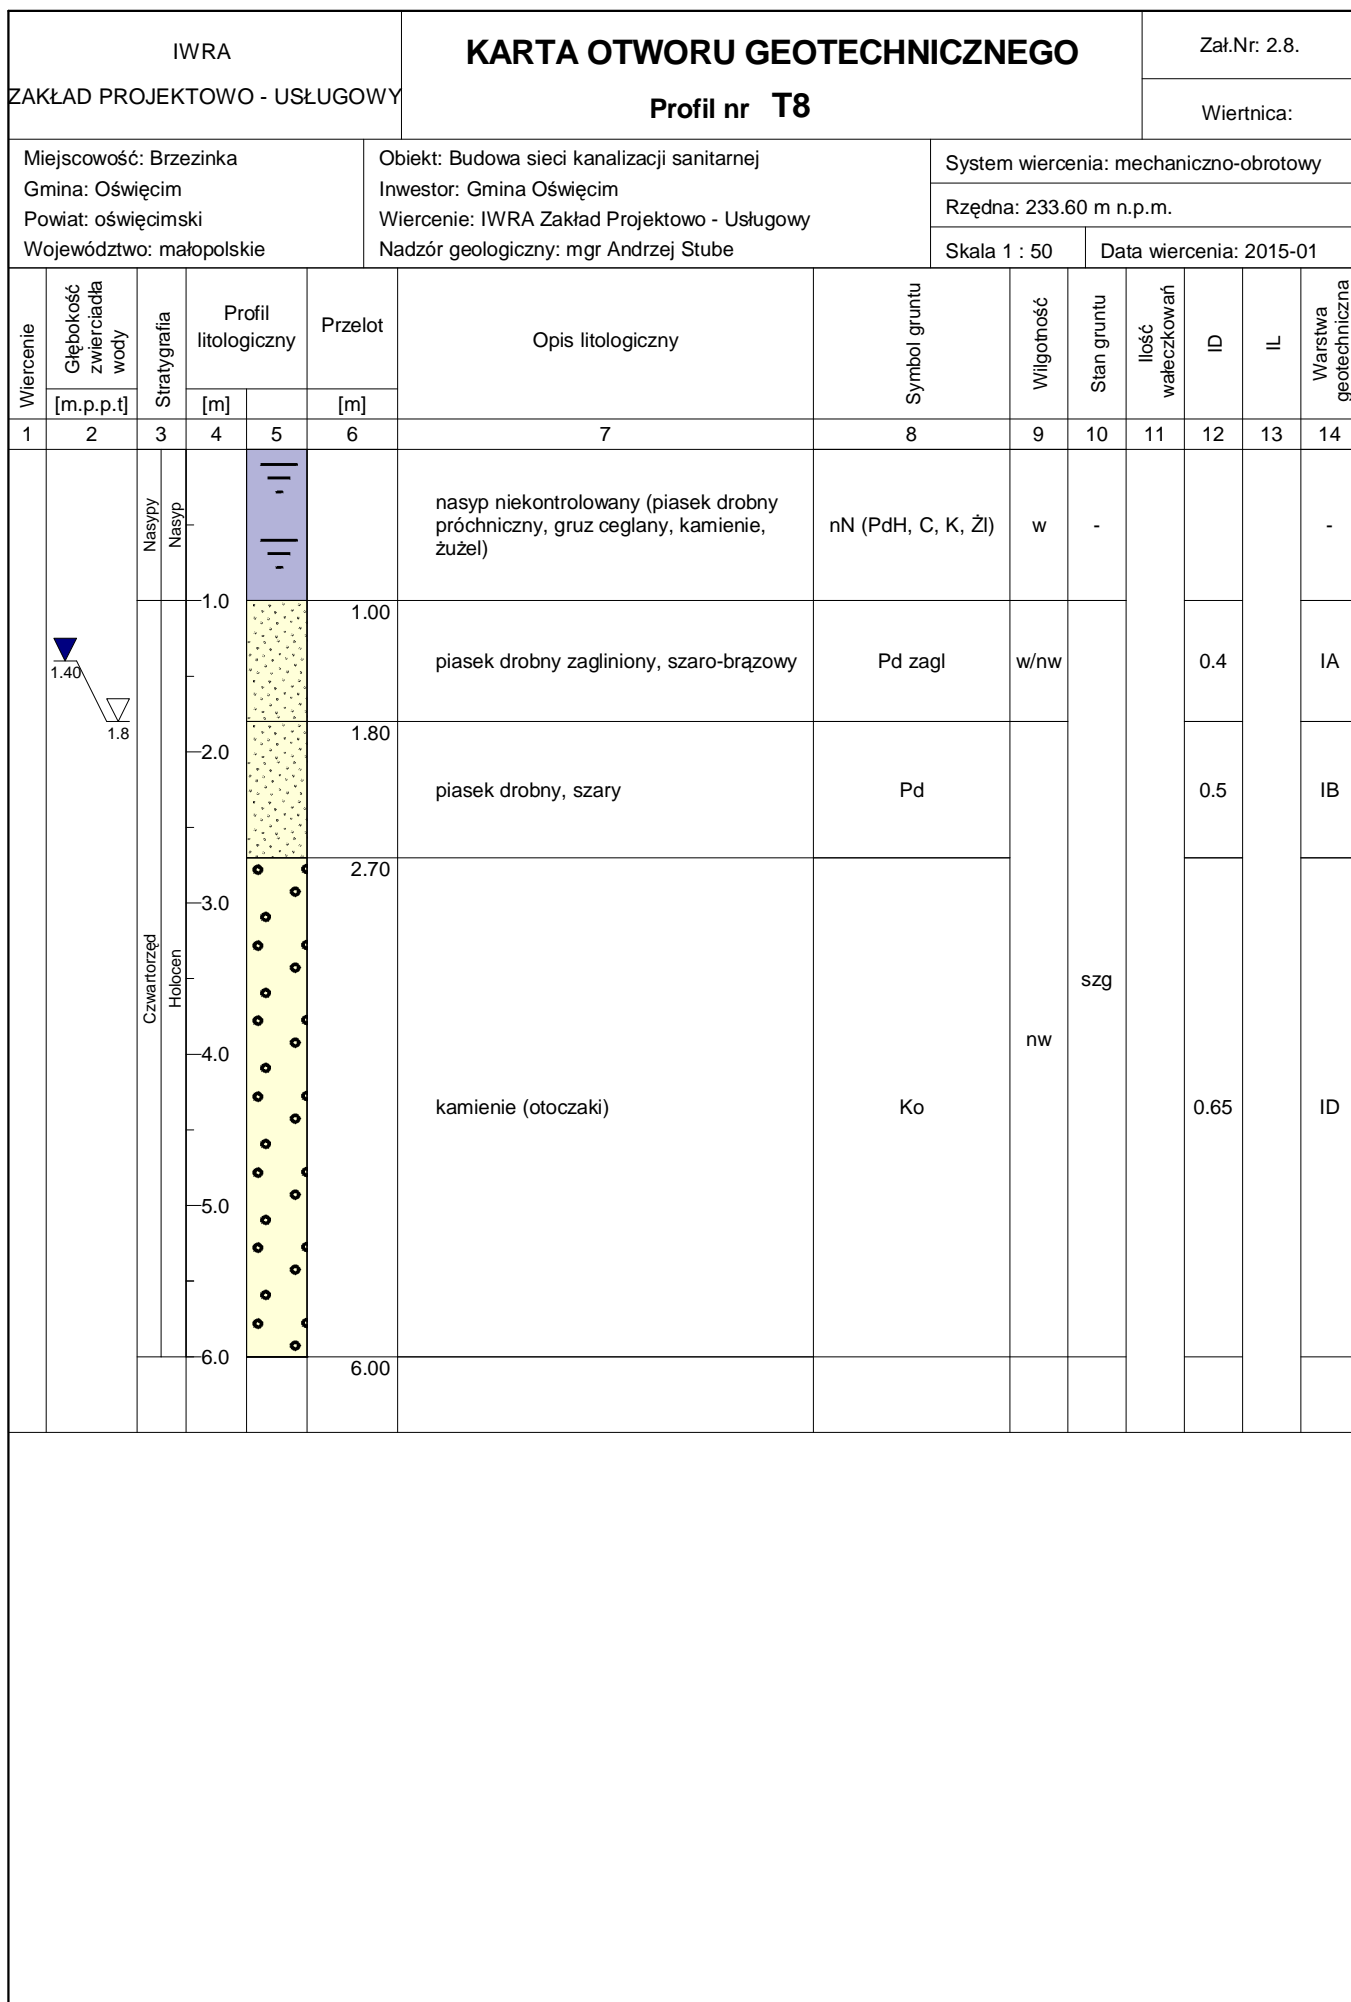 IWRA
ZAKŁAD PROJEKTOWO - USŁUGOWY
KARTA OTWORU GEOTECHNICZNEGO
Profil nr T8
Zał.Nr: 2.8.
Wiertnica:
Miejscowość: Brzezinka
Gmina: Oświęcim
Powiat: oświęcimski
Województwo: małopolskie
Obiekt: Budowa sieci kanalizacji sanitarnej
Inwestor: Gmina Oświęcim
Wiercenie: IWRA Zakład Projektowo - Usługowy
Nadzór geologiczny: mgr Andrzej Stube
System wiercenia: mechaniczno-obrotowy
Rzędna: 233.60 m n.p.m.
Skala 1 : 50
Data wiercenia: 2015-01
Wiercenie
Głębokość
zwierciadła
wody
[m.p.p.t]
Stratygrafia
Profil
litologiczny
[m]
Przelot
[m]
Opis litologiczny
Symbol gruntu
Wilgotność
Stan gruntu
Ilość
wałeczkowań
ID
IL
Warstwa
geotechniczna
1 2 3 4 5 6 7 8 9 10 11 12 13 14
Nasypy
Nasyp
nasyp niekontrolowany (piasek drobny
próchniczny, gruz ceglany, kamienie,
żużel)
nN (PdH, C, K, Żl)
w
-
-
1.0
1.00
1.40
1.8
piasek drobny zagliniony, szaro-brązowy
Pd zagl
w/nw
0.4
IA
1.80
2.0
piasek drobny, szary
Pd
0.5
IB
2.70
3.0
Czwartorzęd
Holocen
szg
nw
4.0
kamienie (otoczaki)
Ko
0.65
ID
5.0
6.0
6.00